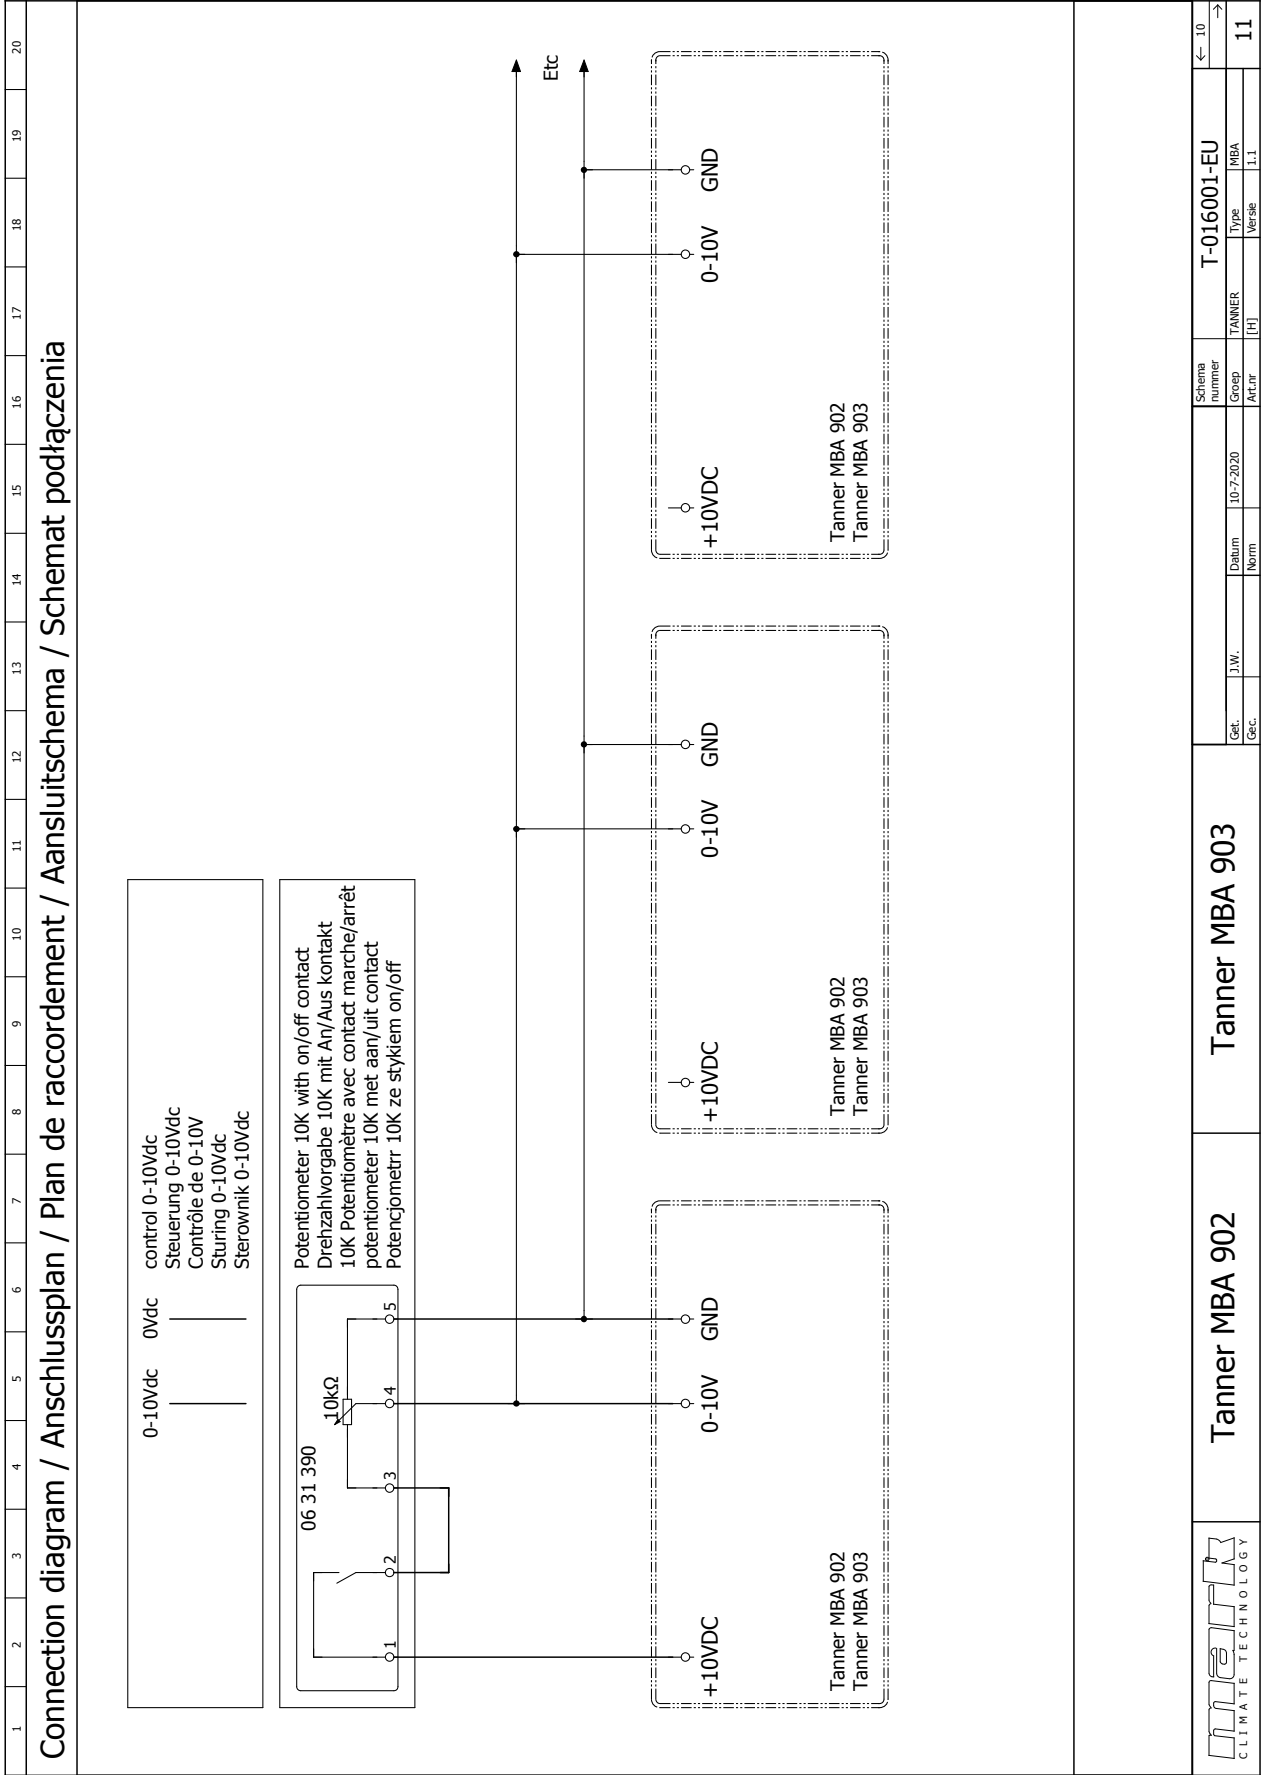 1 2 3 4 5 6 7 8 9 10 11 12 13 14 15 16 17 18 19 20
Connection diagram / Anschlussplan / Plan de raccordement / Aansluitschema / Schemat podłączenia
0-10Vdc 0Vdc
control 0-10Vdc
Steuerung 0-10Vdc
Contrôle de 0-10V
Sturing 0-10Vdc
Sterownik 0-10Vdc
06 31 390
10kΩ
1 2 3 4 5
Potentiometer 10K with on/off contact
Drehzahlvorgabe 10K mit An/Aus kontakt
10K Potentiomètre avec contact marche/arrêt
potentiometer 10K met aan/uit contact
Potencjometrr 10K ze stykiem on/off
Etc
+10VDC 0-10V GND
Tanner MBA 902
Tanner MBA 903
+10VDC 0-10V GND
Tanner MBA 902
Tanner MBA 903
+10VDC 0-10V GND
Tanner MBA 902
Tanner MBA 903
mark
CLIMATE TECHNOLOGY
Tanner MBA 902
Tanner MBA 903
Get. J.W. Datum 10-7-2020
Gec. Norm
Schema
nummer
T-016001-EU
Groep TANNER Type MBA
Art.nr [H] Versie 1.1
← 10
→
11